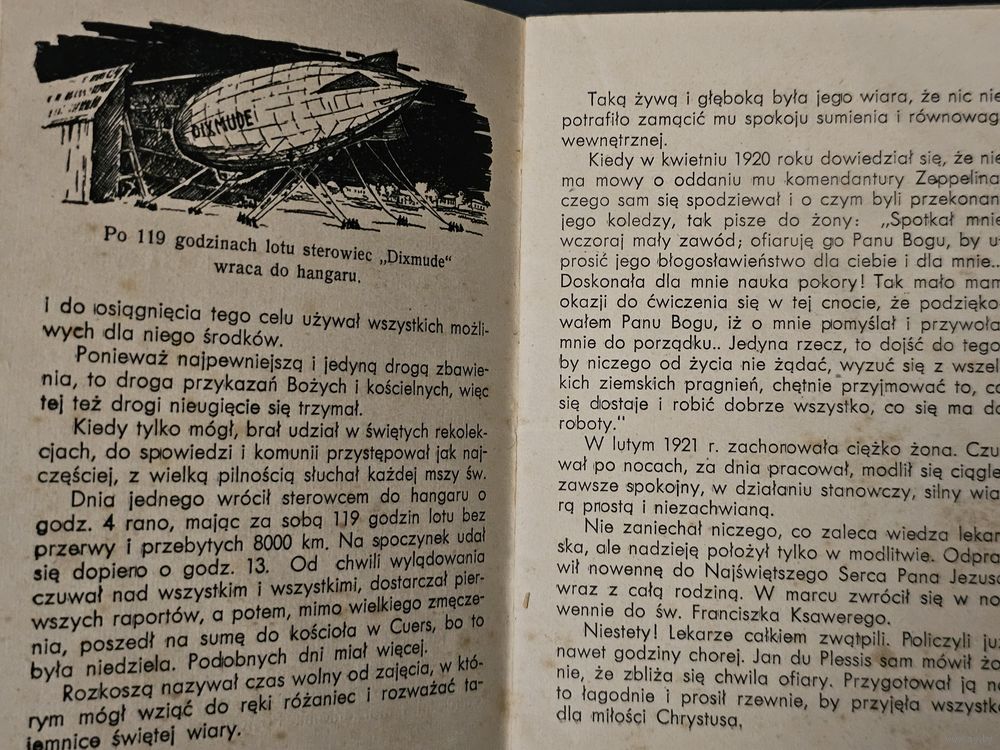 DIXMUDE
Po 119 godzinach lotu sterowiec „Dixmude“
wraca do hangaru.
i do osiągnięcia tego celu używał wszystkich możli-
wych dla niego środków.
Ponieważ najpewniejszą i jedyną drogą zbawie-
nia, to droga przykazań Bożych i kościelnych, więc
tej też drogi nieugięcie się trzymał.
Kiedy tylko mógł, brał udział w świętych rekolek-
cjach, do spowiedzi i komunii przystępował jak naj-
częściej, z wielką pilnością słuchał każdej mszy św.
Dnia jednego wrócił sterowcem do hangaru o
godz. 4 rano, mając za sobą 119 godzin lotu bez
przerwy i przebytych 8000 km. Na spoczynek udał
się dopiero o godz. 13. Od chwili wylądowania
czuwał nad wszystkim i wszystkimi, dostarczał pier-
wszych raportów, a potem, mimo wielkiego zmęcze-
nia, poszedł na sumę do kościoła w Cuers, bo to
była niedziela. Podobnych dni miał więcej.
Rozkoszą nazywał czas wolny od zajęcia, w któ-
rym mógł wziąć do ręki różaniec i rozważać ta-
jemnice świętej wiary.
Taką żywą i głęboką była jego wiara, że nic nie
potrafiło zamącić mu spokoju sumienia i równowag
wewnętrznej.
Kiedy w kwietniu 1920 roku dowiedział się, że nie
ma mowy o oddaniu mu komendantury Zeppelina
czego sam się spodziewał i o czym byli przekonan
jego koledzy, tak pisze do żony: „Spotkał mnie
wczoraj mały zawód; ofiaruję go Panu Bogu, by u
prosić jego błogosławieństwo dla ciebie i dla mnie..
Doskonała dla mnie nauka pokory! Tak mało mam
okazji do ćwiczenia się w tej cnocie, że podzięko
wałem Panu Bogu, iż o mnie pomyślał i przywoła
mnie do porządku.. Jedyna rzecz, to dojść do tego
by niczego od życia nie żądać, wyzuć się z wszel
kich ziemskich pragnień, chętnie przyjmować to, co
się dostaje i robić dobrze wszystko, co się ma do
roboty."
W lutym 1921 r. zachorowała ciężko żona. Czu
wał po nocach, za dnia pracował, modlił się ciągle
zawsze spokojny, w działaniu stanowczy, silny wia
rą prostą i niezachwianą.
Nie zaniechał niczego, co zaleca wiedza lekar
ska, ale nadzieję położył tylko w modlitwie. Odpra
wił nowennę do Najświętszego Serca Pana Jezusa
wraz z całą rodziną. W marcu zwrócił się w no
wennie do św. Franciszka Ksawerego.
Niestety! Lekarze całkiem zwątpili. Policzyli już
nawet godziny chorej. Jan du Plessis sam mówił żo
nie, że zbliża się chwila ofiary. Przygotował ją na
to łagodnie i prosił rzewnie, by przyjęła wszystko
dla miłości Chrystusa,